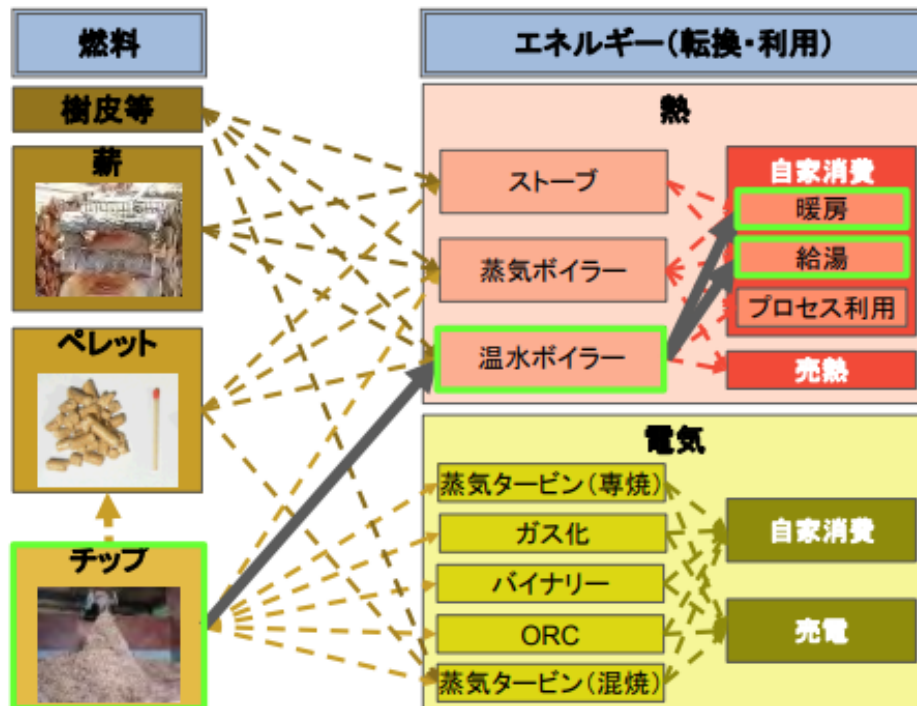 燃料
エネルギー(転換・利用)
樹皮等
薪
ペレット
チップ
熱
ストーブ
蒸気ボイラー
温水ボイラー
自家消費
暖房
給湯
プロセス利用
売熱
電気
蒸気タービン(専焼)
ガス化
バイナリー
ORC
蒸気タービン(混焼)
自家消費
売電